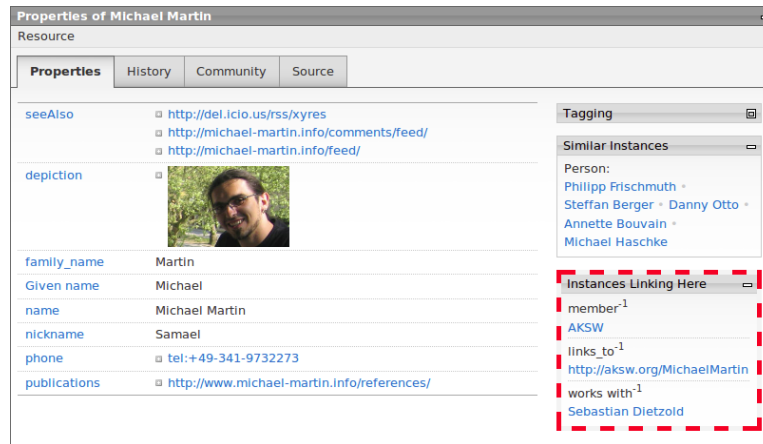 Properties of Michael Martin
Resource
Properties History Community Source
seeAlso http://del.icio.us/rss/xyres
http://michael-martin.info/comments/feed/
http://michael-martin.info/feed/
depiction
family_name Martin
Given name Michael
name Michael Martin
nickname Samael
phone tel:+49-341-9732273
publications http://www.michael-martin.info/references/
Tagging
Similar Instances
Person:
Philipp Frischmuth •
Steffan Berger • Danny Otto •
Annette Bouvain •
Michael Haschke
Instances Linking Here
member-1
AKSW
links_to-1
http://aksw.org/MichaelMartin
works with-1
Sebastian Dietzold